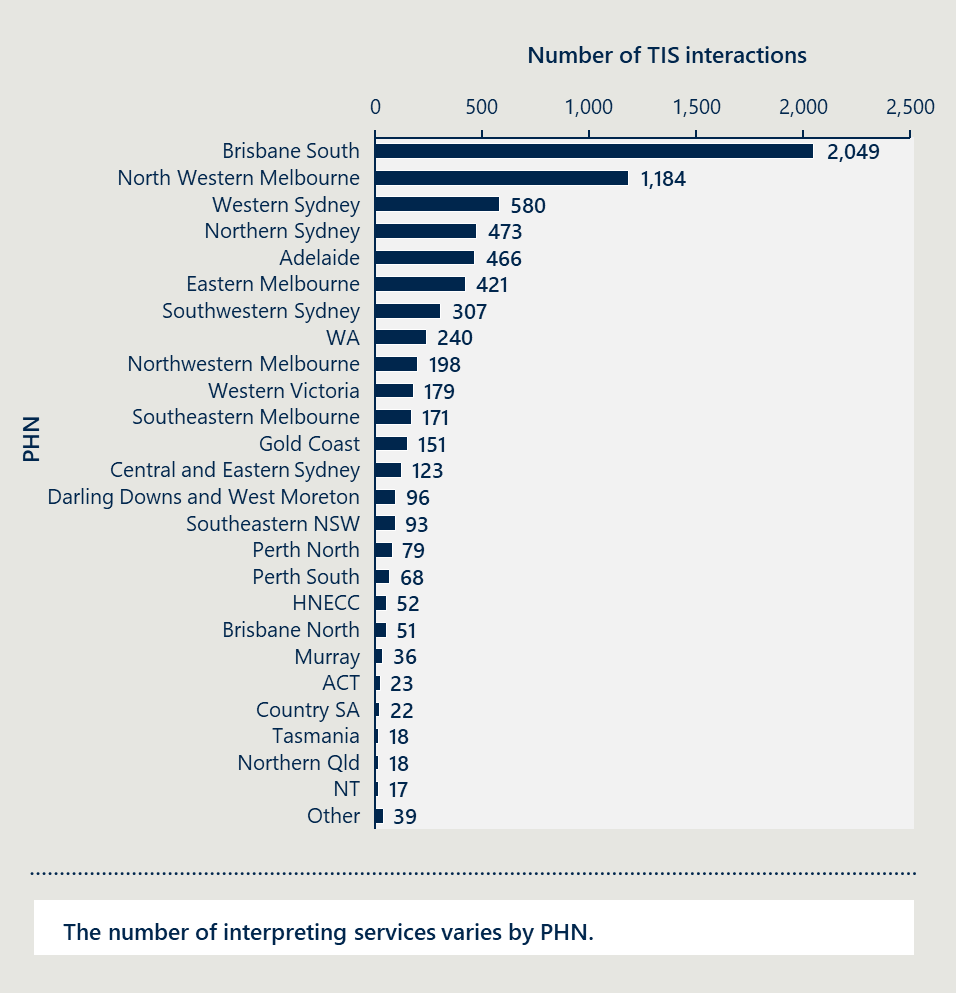 Number of TIS interactions
0 500 1,000 1,500 2,000 2,500
PHN
Brisbane South 2,049
North Western Melbourne 1,184
Western Sydney 580
Northern Sydney 473
Adelaide 466
Eastern Melbourne 421
Southwestern Sydney 307
WA 240
Northwestern Melbourne 198
Western Victoria 179
Southeastern Melbourne 171
Gold Coast 151
Central and Eastern Sydney 123
Darling Downs and West Moreton 96
Southeastern NSW 93
Perth North 79
Perth South 68
HNECC 52
Brisbane North 51
Murray 36
ACT 23
Country SA 22
Tasmania 18
Northern Qld 18
NT 17
Other 39
The number of interpreting services varies by PHN.